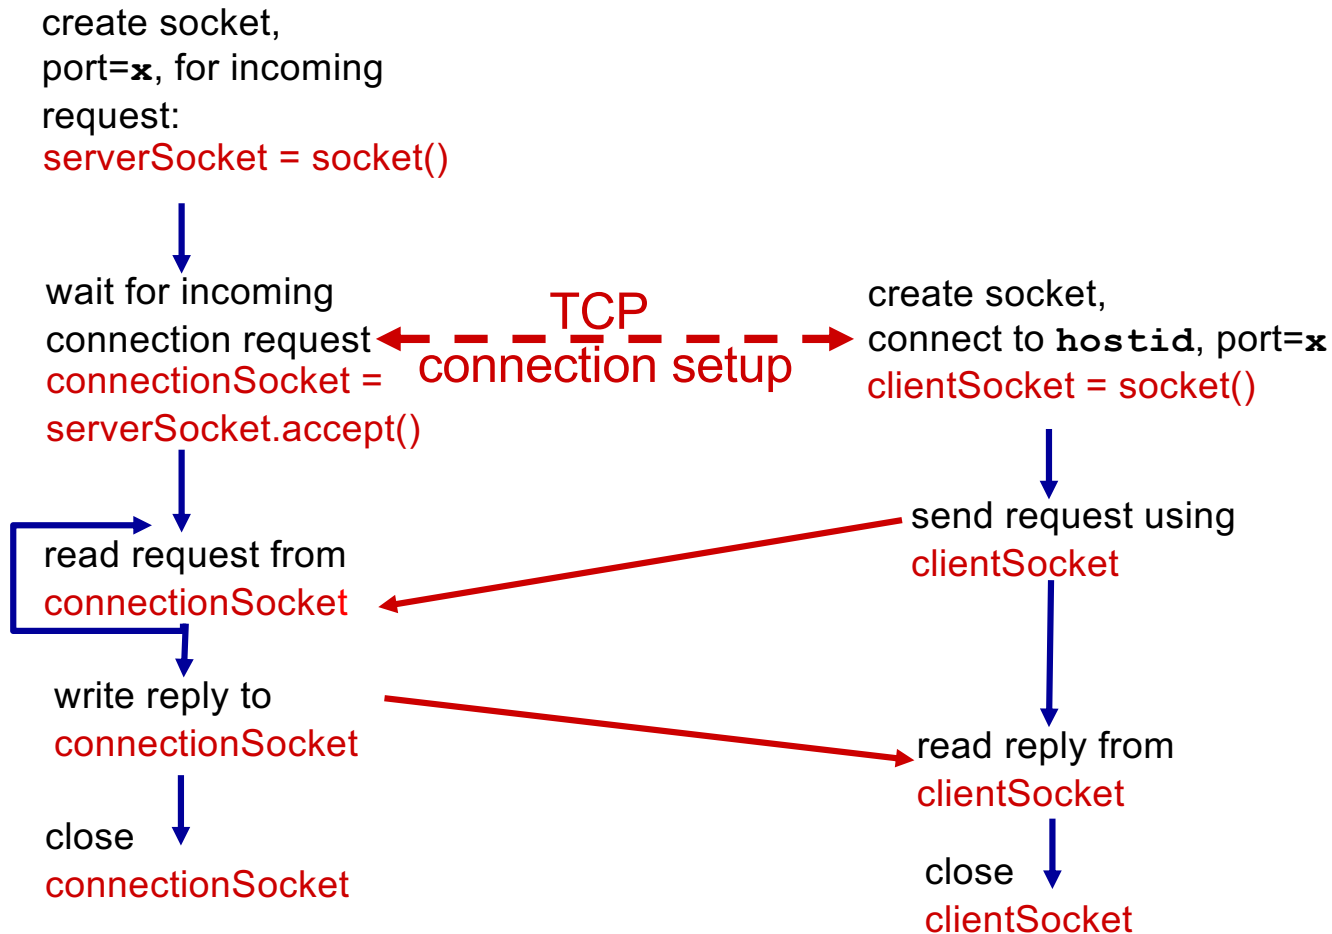 create socket,
port=x, for incoming
request:
serverSocket = socket()
wait for incoming
connection request
connectionSocket =
serverSocket.accept()
TCP
connection setup
create socket,
connect to hostid, port=x
clientSocket = socket()
read request from
connectionSocket
send request using
clientSocket
write reply to
connectionSocket
read reply from
clientSocket
close
connectionSocket
close
clientSocket